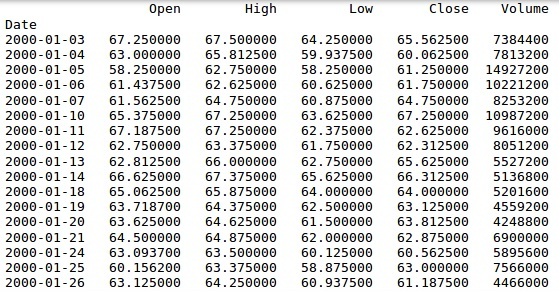 Open High Low Close Volume
Date
2000-01-03 67.250000 67.500000 64.250000 65.562500 7384400
2000-01-04 63.000000 65.812500 59.937500 60.062500 7813200
2000-01-05 58.250000 62.750000 58.250000 61.250000 14927200
2000-01-06 61.437500 62.625000 60.625000 61.750000 10221200
2000-01-07 61.562500 64.750000 60.875000 64.750000 8253200
2000-01-10 65.375000 67.250000 63.625000 67.250000 10987200
2000-01-11 67.187500 67.250000 62.375000 62.625000 9616000
2000-01-12 62.750000 63.375000 61.750000 62.312500 8051200
2000-01-13 62.812500 66.000000 62.750000 65.625000 5527200
2000-01-14 66.625000 67.375000 65.625000 66.312500 5136800
2000-01-18 65.062500 65.875000 64.000000 64.000000 5201600
2000-01-19 63.718700 64.375000 62.500000 63.125000 4559200
2000-01-20 63.625000 64.625000 61.500000 63.812500 4248800
2000-01-21 64.500000 64.875000 62.000000 62.875000 6900000
2000-01-24 63.093700 63.500000 60.125000 60.562500 5895600
2000-01-25 60.156200 63.375000 58.875000 63.000000 7566000
2000-01-26 63.125000 64.250000 60.937500 61.187500 4466000